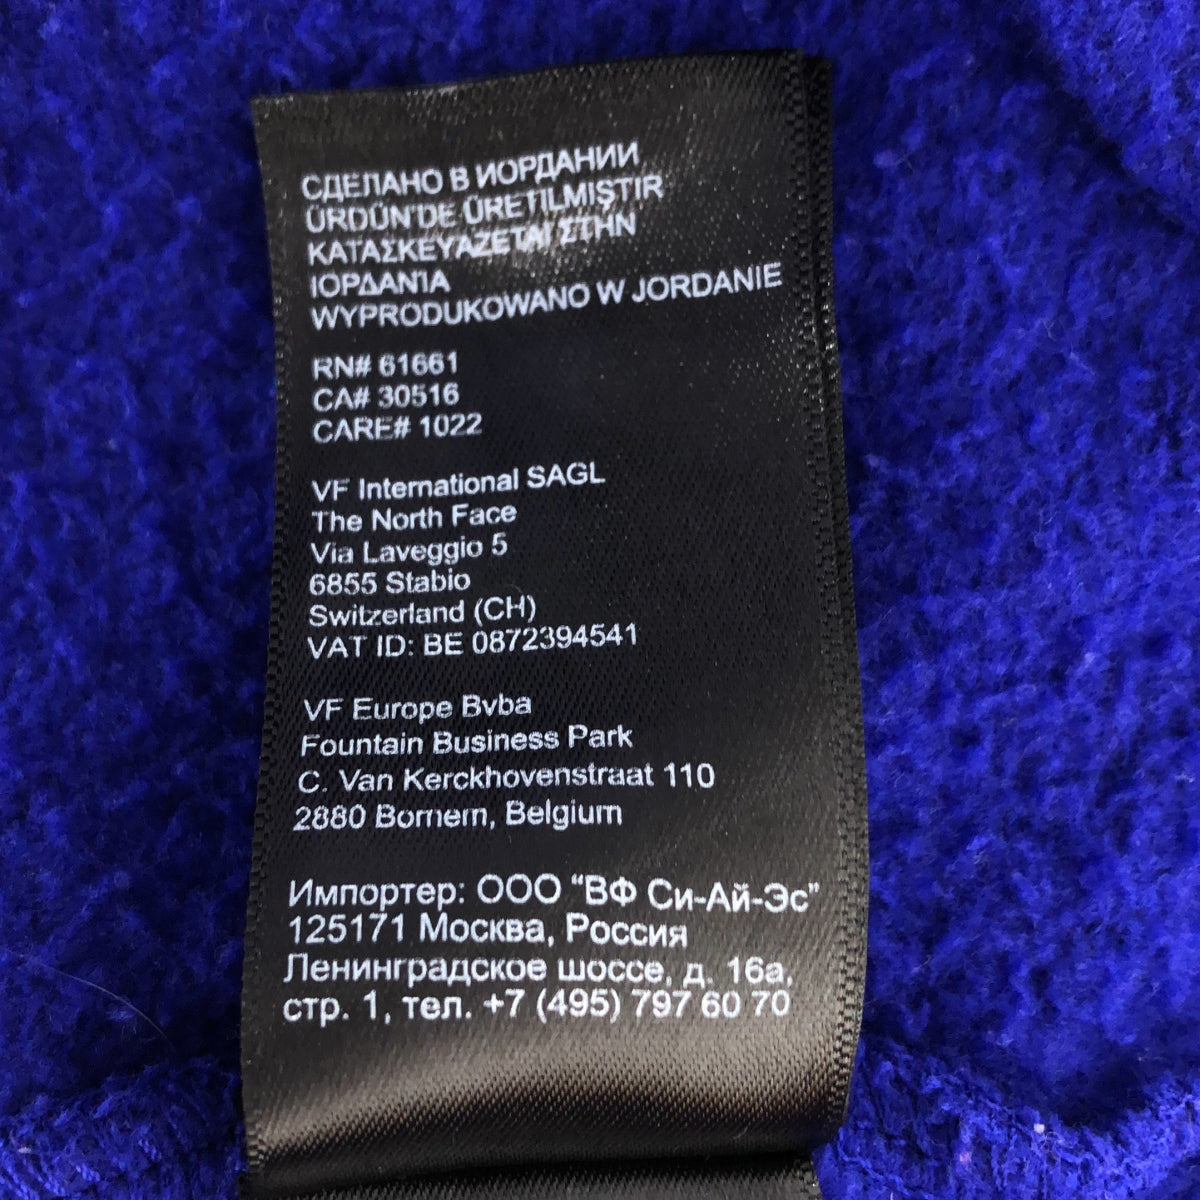 СДЕЛАНО В ИОРДАНИИ
ÜRDÜN'DE ÜRETILMIŞTIR
ΚΑΤΑΣΚΕΥΑΖΕΤΑΙ ΣΤΗΝ
ΙΟΡΔΑΝΊΑ
WYPRODUKOWANO W JORDANIE
RN# 61661
CA# 30516
CARE# 1022
VF International SAGL
The North Face
Via Laveggio 5
6855 Stabio
Switzerland (CH)
VAT ID: BE 0872394541
VF Europe Bvba
Fountain Business Park
C. Van Kerckhovenstraat 110
2880 Bornem, Belgium
Импортер: ООО “ВФ Си-Ай-Эс”
125171 Москва, Россия
Ленинградское шоссе, д. 16а,
стр. 1, тел. +7 (495) 797 60 70